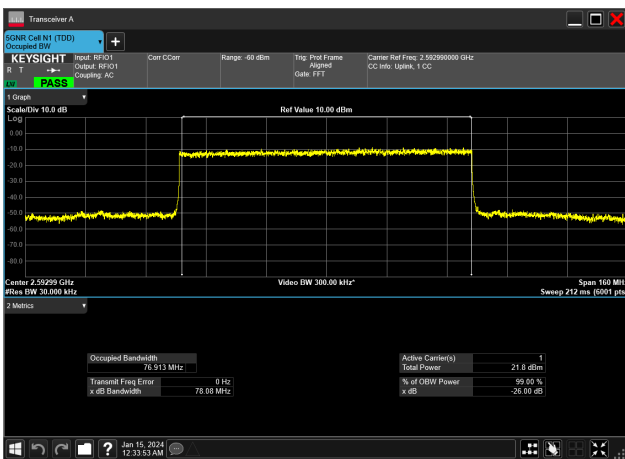 Transceiver A
5GNR Cell N1 (TDD)
Occupied BW
+
KEYSIGHT
R T
PASS
Input: RFIO1
Output: RFIO1
Coupling: AC
Corr CCorr
Range: -60 dBm
Trig: Prot Frame
Aligned
Gate: FFT
Carrier Ref Freq: 2.592990000 GHz
CC Info: Uplink, 1 CC
1 Graph
Scale/Div 10.0 dB
Ref Value 10.00 dBm
Log
0.00
-10.0
-20.0
-30.0
-40.0
-50.0
-60.0
-70.0
-80.0
Center 2.59299 GHz
Video BW 300.00 kHz*
Span 160 MHz
#Res BW 30.000 kHz
Sweep 212 ms (6001 pts
2 Metrics
Occupied Bandwidth
76.913 MHz
Transmit Freq Error 0 Hz
x dB Bandwidth 78.08 MHz
Active Carrier(s) 1
Total Power 21.8 dBm
% of OBW Power 99.00 %
x dB -26.00 dB
?
Jan 15, 2024
12:33:53 AM